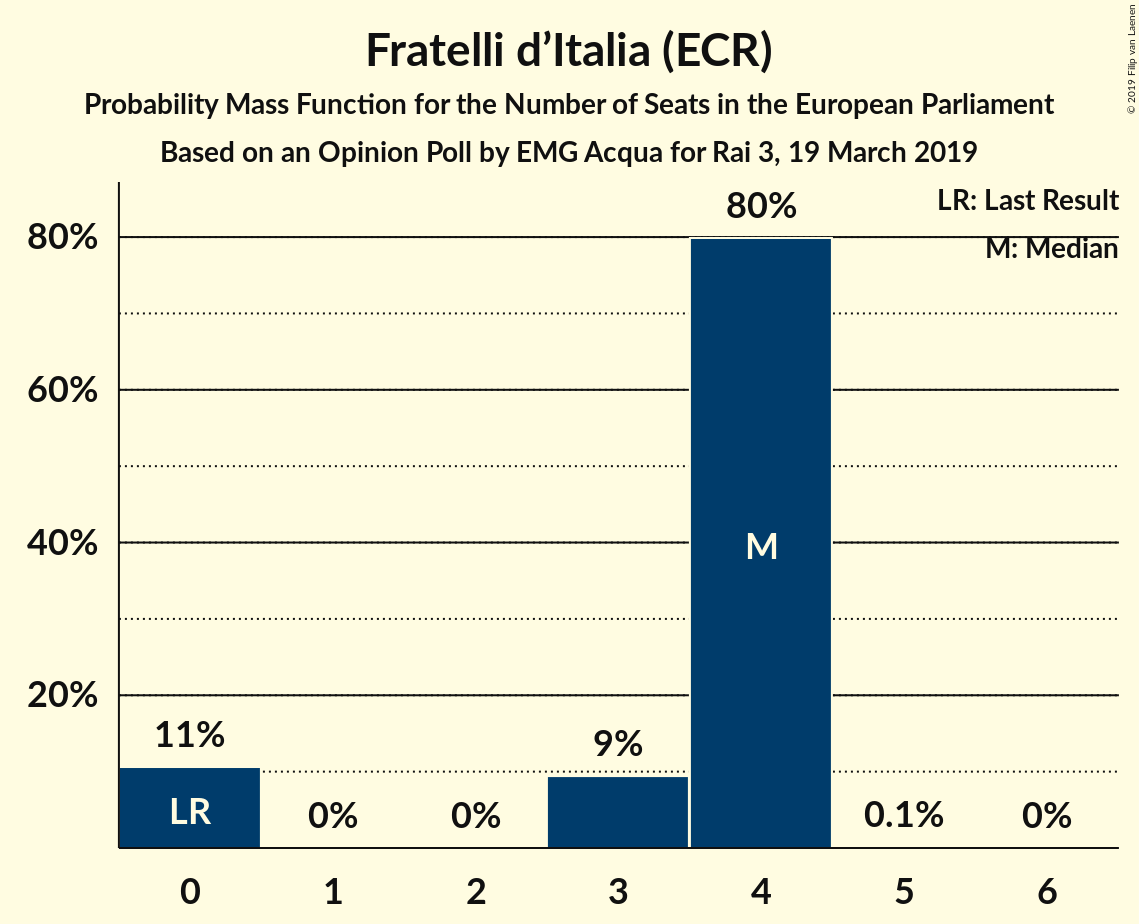 Fratelli d’Italia (ECR)
Probability Mass Function for the Number of Seats in the European Parliament
Based on an Opinion Poll by EMG Acqua for Rai 3, 19 March 2019
© 2019 Filip van Laenen
LR: Last Result
M: Median
80%
60%
40%
20%
11%
0%
0%
9%
80%
0.1%
0%
LR
M
0 1 2 3 4 5 6